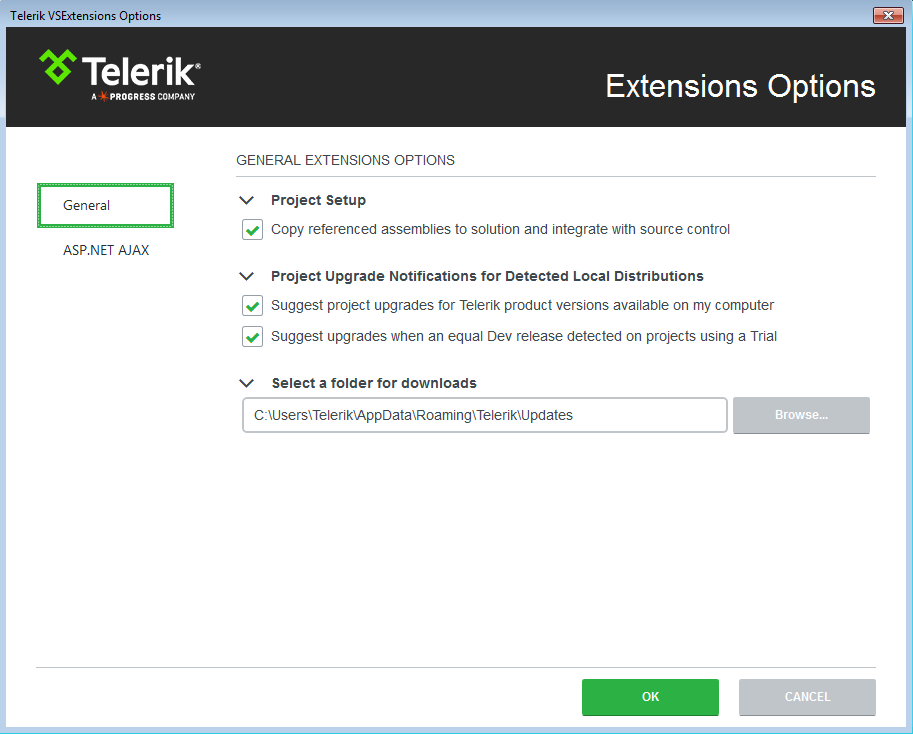 Telerik VSExtensions Options
Telerik®
A PROGRESS COMPANY
Extensions Options
GENERAL EXTENSIONS OPTIONS
General
ASP.NET AJAX
Project Setup
Copy referenced assemblies to solution and integrate with source control
Project Upgrade Notifications for Detected Local Distributions
Suggest project upgrades for Telerik product versions available on my computer
Suggest upgrades when an equal Dev release detected on projects using a Trial
Select a folder for downloads
C:\Users\Telerik\AppData\Roaming\Telerik\Updates
Browse...
OK
CANCEL